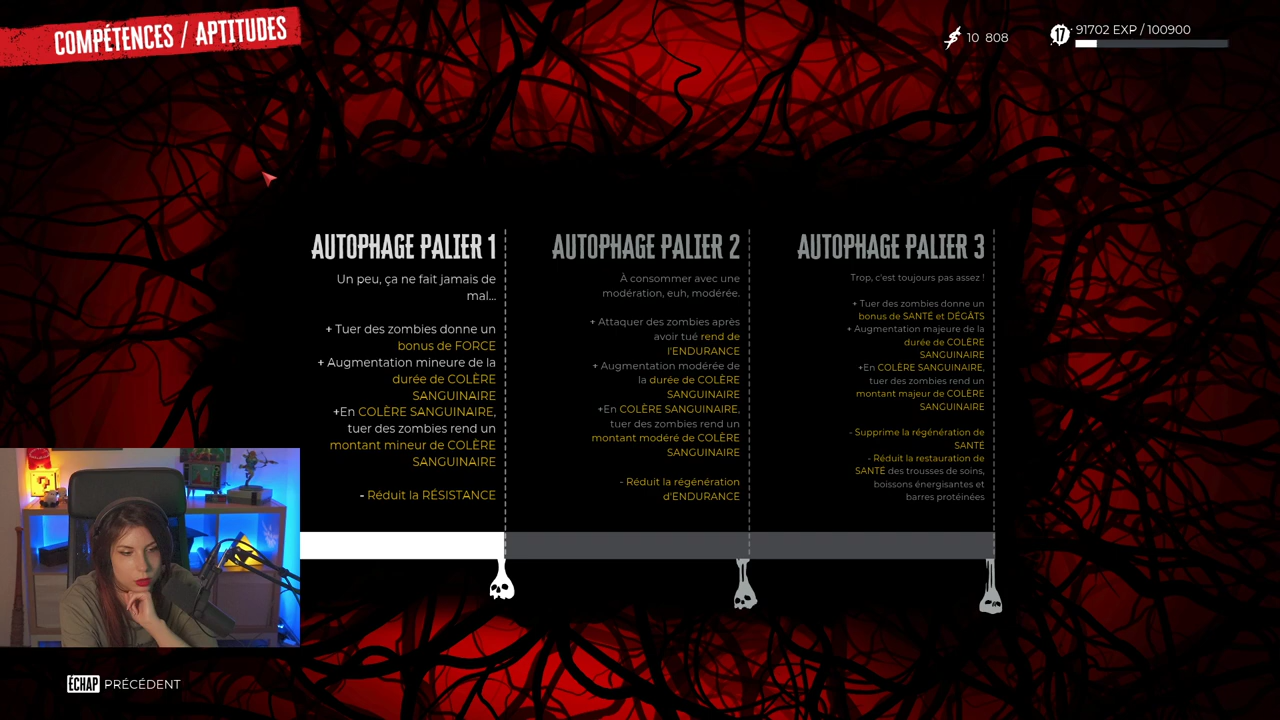 COMPÉTENCES / APTITUDES
10 808
17
91702 EXP / 100900
AUTOPHAGE PALIER 1
Un peu, ça ne fait jamais de
mal...
+ Tuer des zombies donne un
bonus de FORCE
+ Augmentation mineure de la
durée de COLÈRE
SANGUINAIRE
+En COLÈRE SANGUINAIRE,
tuer des zombies rend un
montant mineur de COLÈRE
SANGUINAIRE
- Réduit la RÉSISTANCE
AUTOPHAGE PALIER 2
À consommer avec une
modération, euh, modérée.
+ Attaquer des zombies après
avoir tué rend de
l'ENDURANCE
+ Augmentation modérée de
la durée de COLÈRE
SANGUINAIRE
+En COLÈRE SANGUINAIRE,
tuer des zombies rend un
montant modéré de COLÈRE
SANGUINAIRE
- Réduit la régénération
d'ENDURANCE
AUTOPHAGE PALIER 3
Trop, c'est toujours pas assez !
+ Tuer des zombies donne un
bonus de SANTÉ et DÉGÂTS
+ Augmentation majeure de la
durée de COLÈRE
SANGUINAIRE
+En COLÈRE SANGUINAIRE,
tuer des zombies rend un
montant majeur de COLÈRE
SANGUINAIRE
- Supprime la régénération de
SANTÉ
- Réduit la restauration de
SANTÉ des trousses de soins,
boissons énergisantes et
barres protéinées
ECHAP PRÉCÉDENT